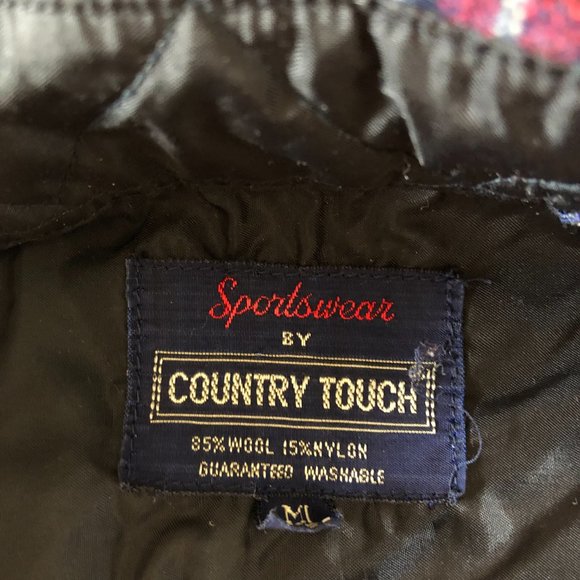 Sportswear
BY
COUNTRY TOUCH
85% WOOL 15% NYLON
GUARANTEED WASHABLE
ML